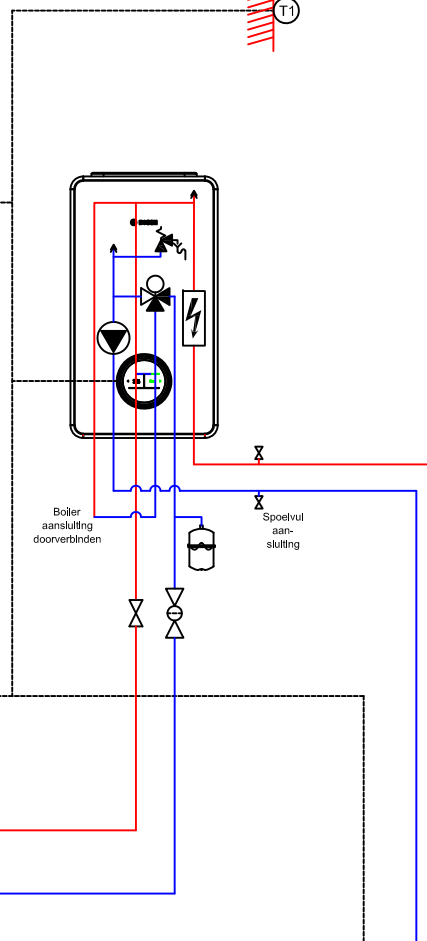 T1
Boiler
aansluiting
doorverbinden
Spoelvul
aan-
sluiting